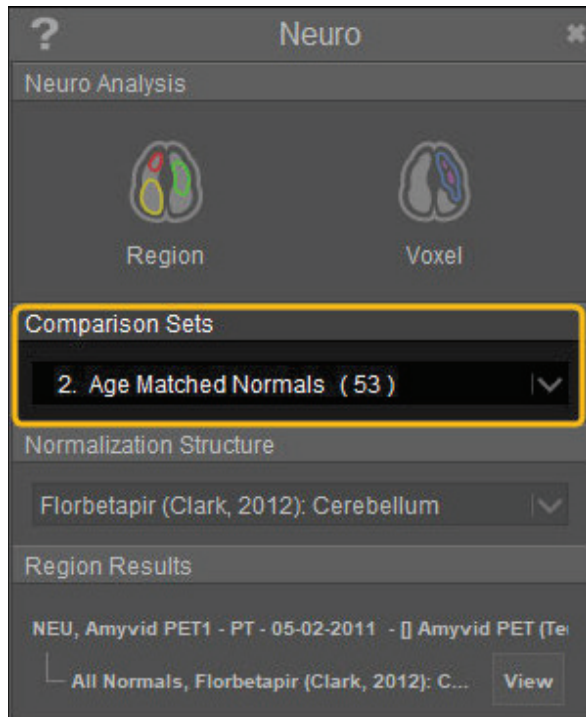 ? Neuro
Neuro Analysis
Region Voxel
Comparison Sets
2. Age Matched Normals ( 53 )
Normalization Structure
Florbetapir (Clark, 2012): Cerebellum
Region Results
NEU, Amyvid PET1 - PT - 05-02-2011 - [] Amyvid PET (Te
All Normals, Florbetapir (Clark, 2012): C... View